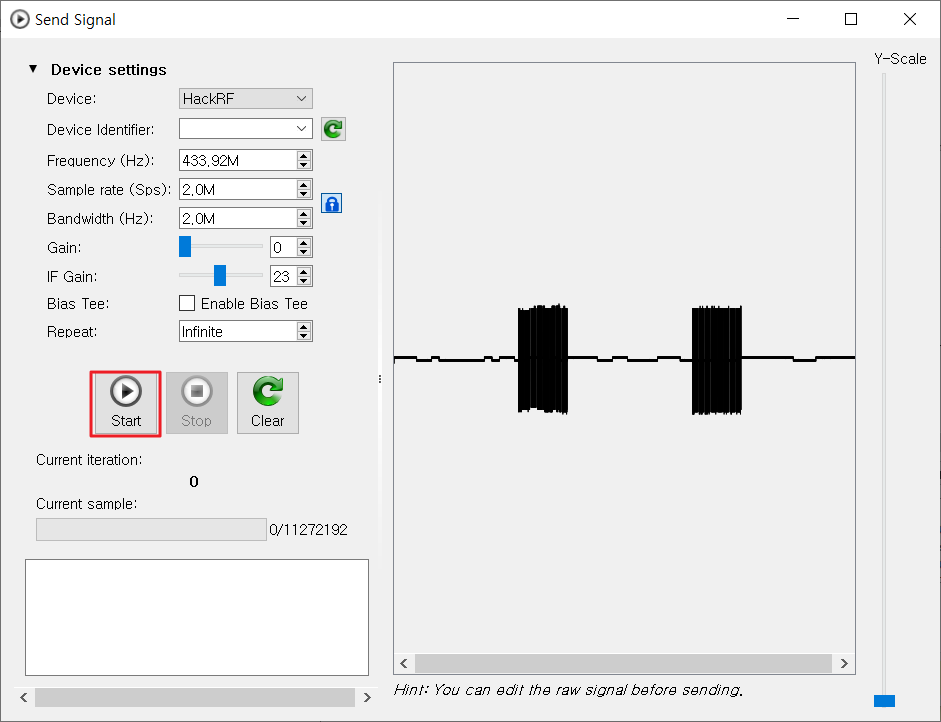 Send Signal
▼ Device settings
Device: HackRF
Device Identifier:
Frequency (Hz): 433,92M
Sample rate (Sps): 2,0M
Bandwidth (Hz): 2,0M
Gain: 0
IF Gain: 23
Bias Tee: Enable Bias Tee
Repeat: Infinite
Start Stop Clear
Current iteration:
0
Current sample:
0/11272192
Y-Scale
Hint: You can edit the raw signal before sending.